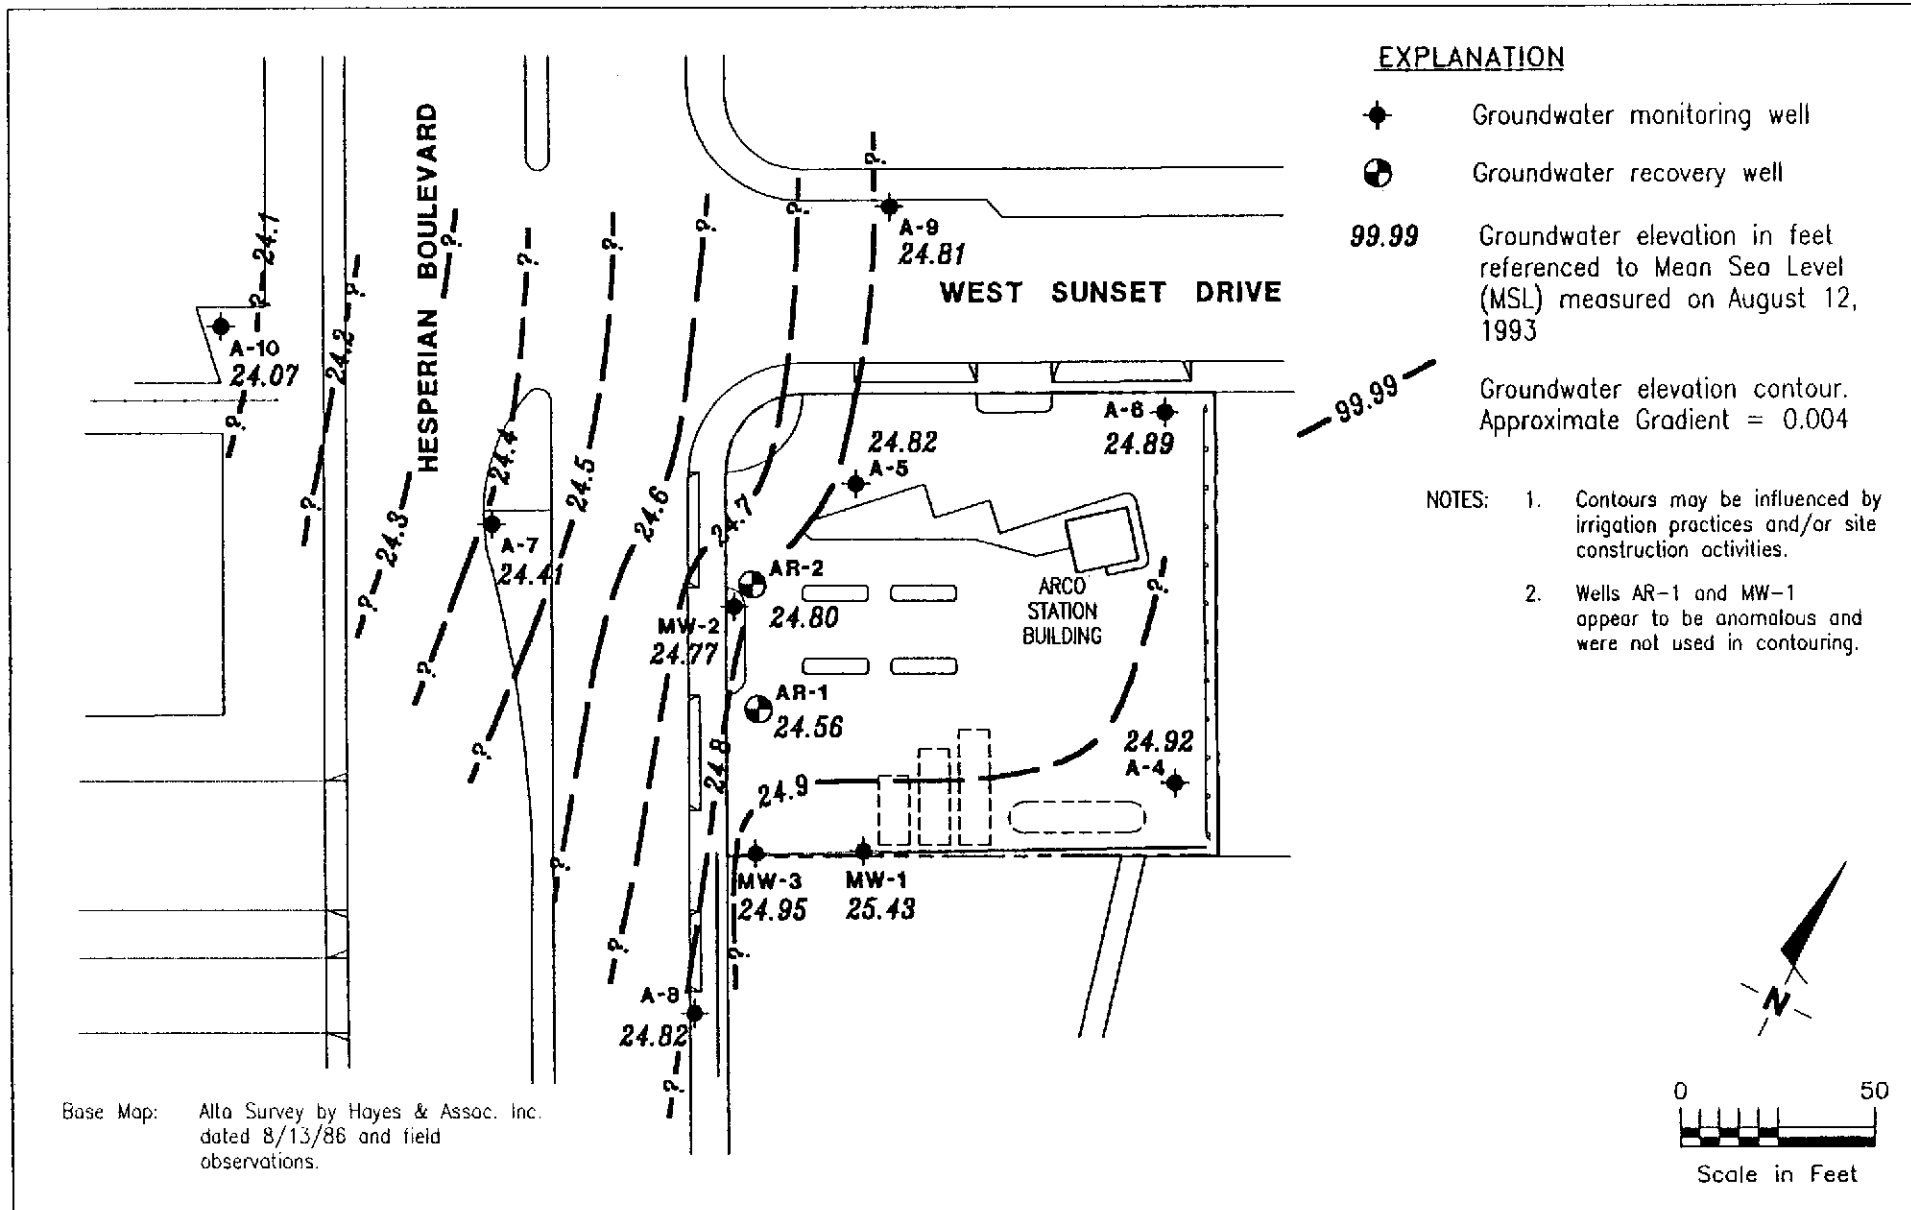 EXPLANATION
Groundwater monitoring well
Groundwater recovery well
99.99
Groundwater elevation in feet
referenced to Mean Sea Level
(MSL) measured on August 12,
1993
99.99
Groundwater elevation contour.
Approximate Gradient = 0.004
NOTES: 1. Contours may be influenced by
irrigation practices and/or site
construction activities.
2. Wells AR-1 and MW-1
appear to be anomalous and
were not used in contouring.
HESPERIAN BOULEVARD
WEST SUNSET DRIVE
A-9
24.81
A-10
24.07
A-6
24.89
24.82
A-5
A-7
24.41
AR-2
24.80
MW-2
24.77
AR-1
24.56
ARCO
STATION
BUILDING
24.92
A-4
MW-3
24.95
MW-1
25.43
A-8
24.82
? 24.1 ? ?
? 24.2 ?
? 24.3 ?
? 24.4 ?
? 24.5 ?
? 24.6 ?
? 24.7 ?
? 24.8 ?
? 24.9 ?
N
0 50
Scale in Feet
Base Map: Alta Survey by Hayes & Assoc. Inc.
dated 8/13/86 and field
observations.